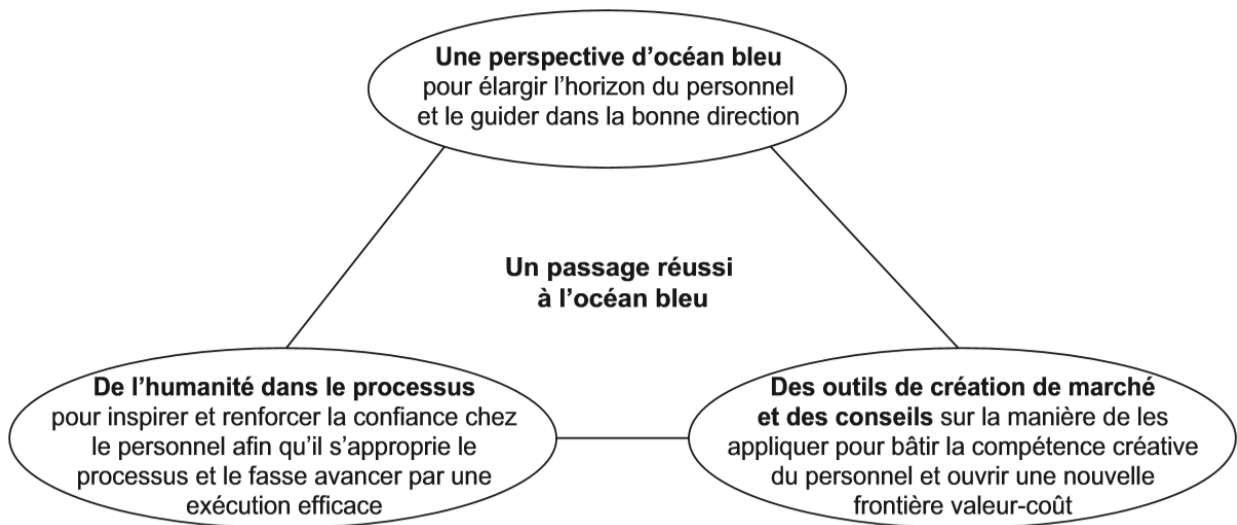 Une perspective d’océan bleu
pour élargir l’horizon du personnel
et le guider dans la bonne direction
Un passage réussi
à l’océan bleu
De l’humanité dans le processus
pour inspirer et renforcer la confiance chez
le personnel afin qu’il s’approprie le
processus et le fasse avancer par une
exécution efficace
Des outils de création de marché
et des conseils sur la manière de les
appliquer pour bâtir la compétence créative
du personnel et ouvrir une nouvelle
frontière valeur-coût